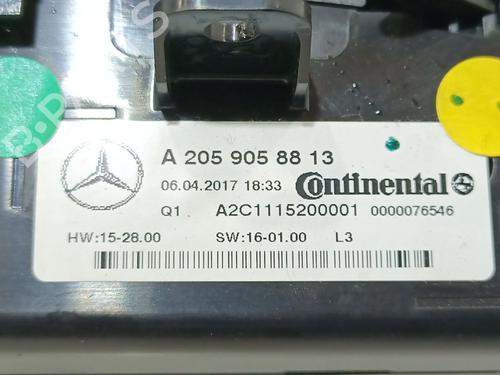 A 205 905 88 13
06.04.2017 18:33 Continental
Q1 A2C1115200001 0000076546
HW:15-28.00 SW:16-01.00 L3